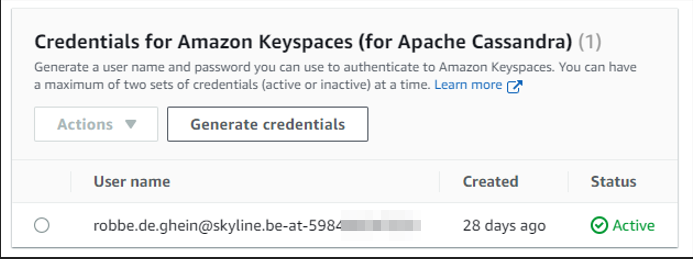 Credentials for Amazon Keyspaces (for Apache Cassandra) (1)
Generate a user name and password you can use to authenticate to Amazon Keyspaces. You can have
a maximum of two sets of credentials (active or inactive) at a time. Learn more
Actions Generate credentials
User name Created Status
robbe.de.ghein@skyline.be-at-5984 28 days ago Active